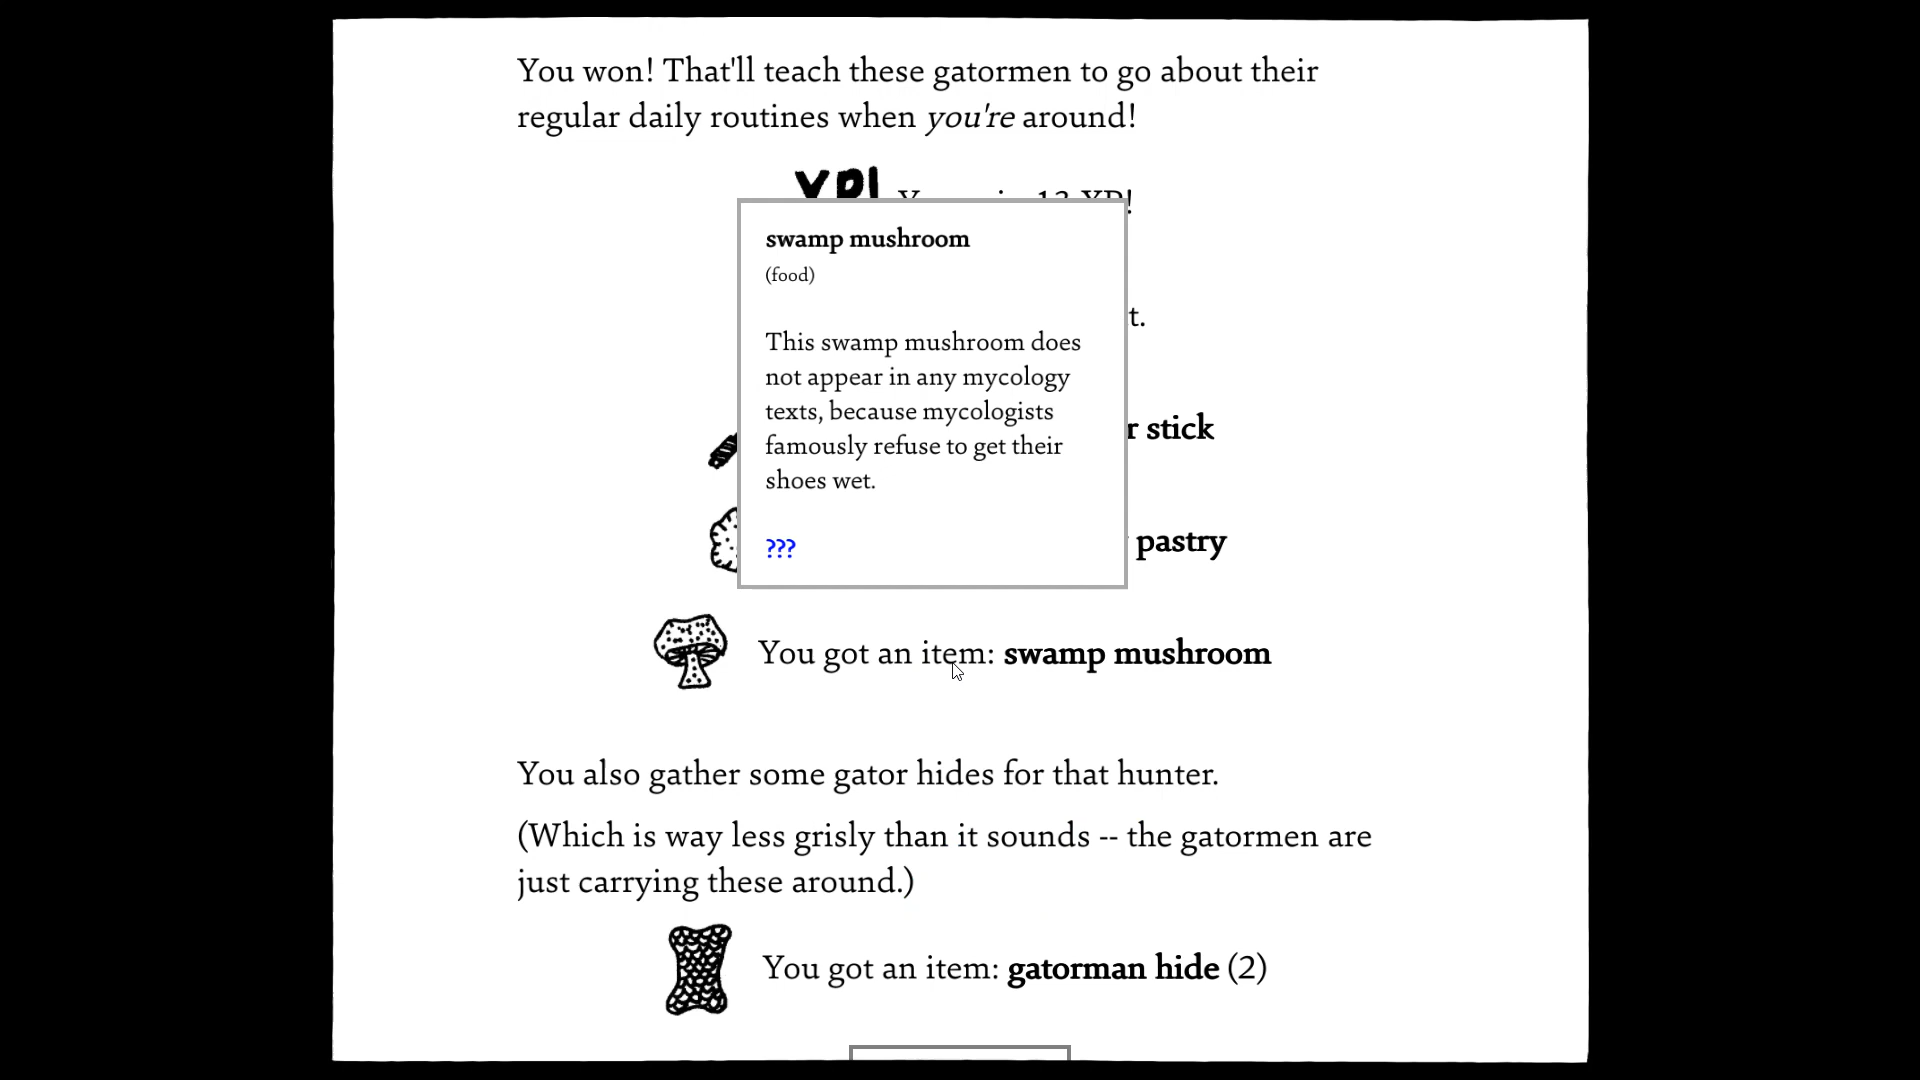 You won! That'll teach these gatormen to go about their
regular daily routines when you're around!
XP!
swamp mushroom
(food)
This swamp mushroom does
not appear in any mycology
texts, because mycologists
famously refuse to get their
shoes wet.
???
stick
pastry
You got an item: swamp mushroom
You also gather some gator hides for that hunter.
(Which is way less grisly than it sounds -- the gatormen are
just carrying these around.)
You got an item: gatorman hide (2)